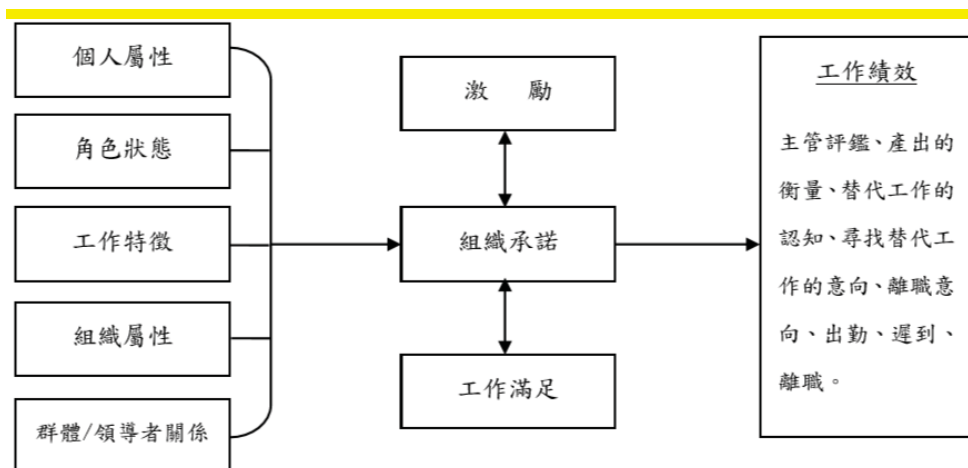 個人屬性
角色狀態
工作特徵
組織屬性
群體/領導者關係
激 勵
組織承諾
工作滿足
工作績效
主管評鑑、產出的
衡量、替代工作的
認知、尋找替代工
作的意向、離職意
向、出勤、遲到、
離職。